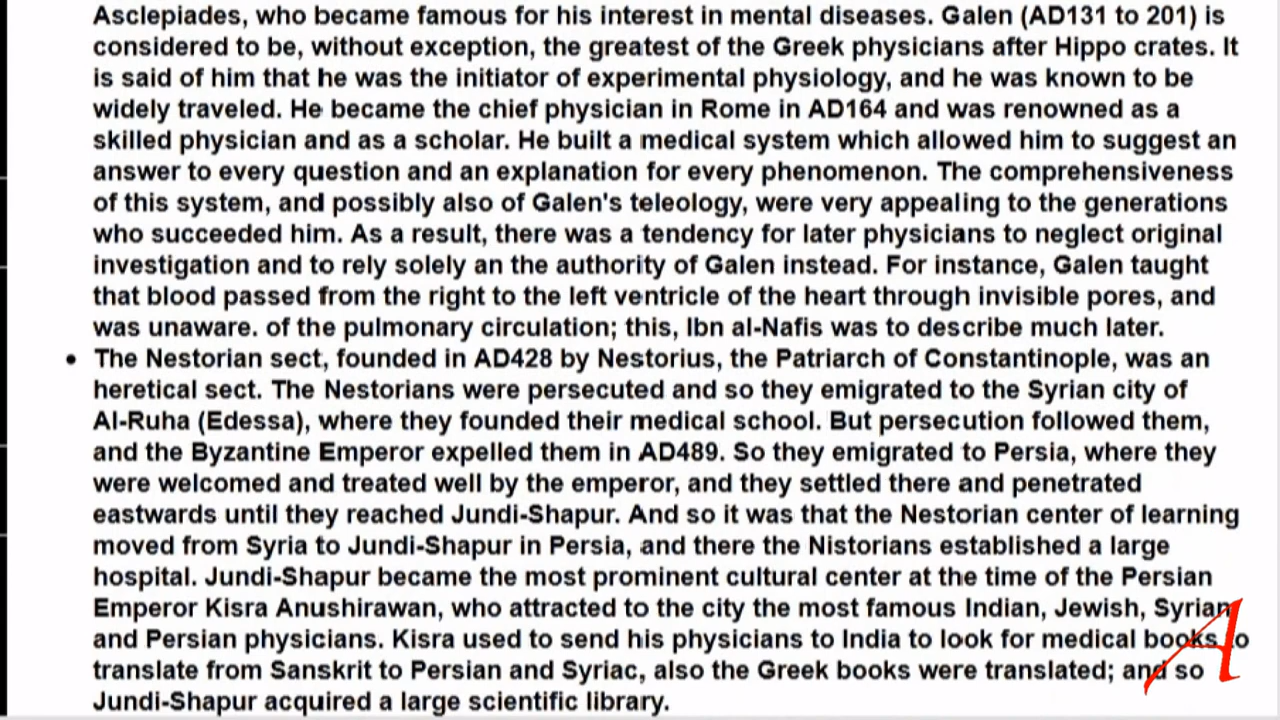 Asclepiades, who became famous for his interest in mental diseases. Galen (AD131 to 201) is
considered to be, without exception, the greatest of the Greek physicians after Hippo crates. It
is said of him that he was the initiator of experimental physiology, and he was known to be
widely traveled. He became the chief physician in Rome in AD164 and was renowned as a
skilled physician and as a scholar. He built a medical system which allowed him to suggest an
answer to every question and an explanation for every phenomenon. The comprehensiveness
of this system, and possibly also of Galen's teleology, were very appealing to the generations
who succeeded him. As a result, there was a tendency for later physicians to neglect original
investigation and to rely solely an the authority of Galen instead. For instance, Galen taught
that blood passed from the right to the left ventricle of the heart through invisible pores, and
was unaware. of the pulmonary circulation; this, Ibn al-Nafis was to describe much later.
• The Nestorian sect, founded in AD428 by Nestorius, the Patriarch of Constantinople, was an
heretical sect. The Nestorians were persecuted and so they emigrated to the Syrian city of
Al-Ruha (Edessa), where they founded their medical school. But persecution followed them,
and the Byzantine Emperor expelled them in AD489. So they emigrated to Persia, where they
were welcomed and treated well by the emperor, and they settled there and penetrated
eastwards until they reached Jundi-Shapur. And so it was that the Nestorian center of learning
moved from Syria to Jundi-Shapur in Persia, and there the Nistorians established a large
hospital. Jundi-Shapur became the most prominent cultural center at the time of the Persian
Emperor Kisra Anushirawan, who attracted to the city the most famous Indian, Jewish, Syrian
and Persian physicians. Kisra used to send his physicians to India to look for medical books to
translate from Sanskrit to Persian and Syriac, also the Greek books were translated; and so
Jundi-Shapur acquired a large scientific library.
A